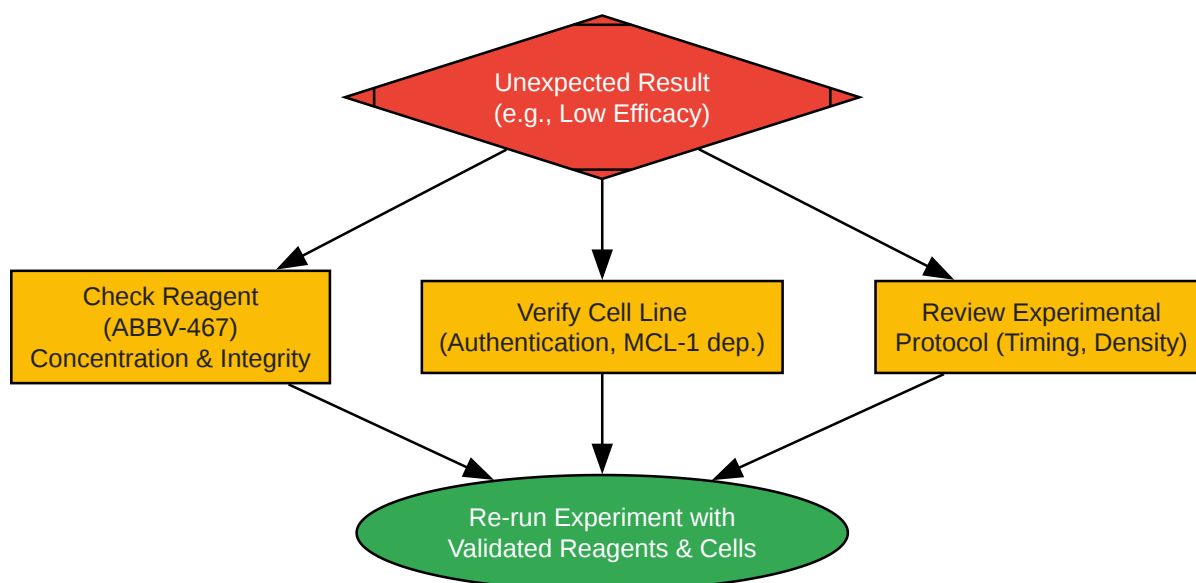 Unexpected Result
(e.g., Low Efficacy)
Check Reagent
(ABBV-467)
Concentration & Integrity
Verify Cell Line
(Authentication, MCL-1 dep.)
Review Experimental
Protocol (Timing, Density)
Re-run Experiment with
Validated Reagents & Cells